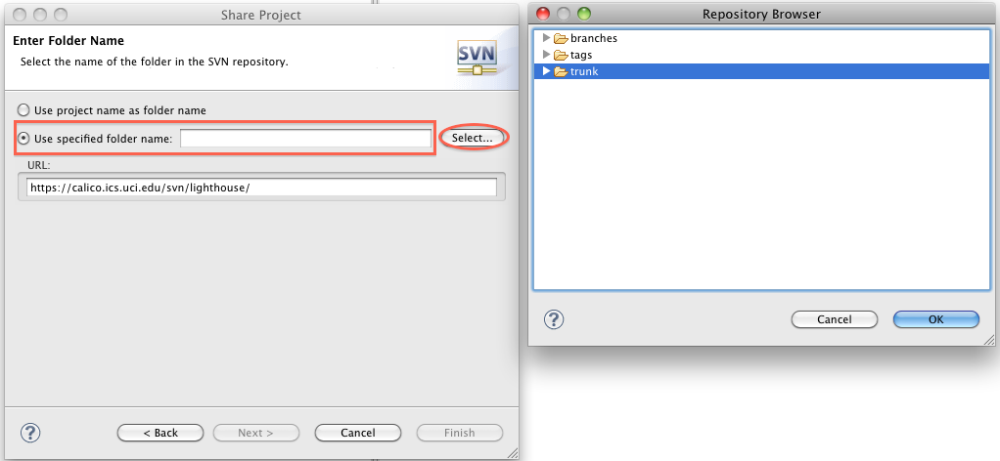 Share Project
Enter Folder Name
Select the name of the folder in the SVN repository.
SVN
Use project name as folder name
Use specified folder name:
Select...
URL:
https://calico.ics.uci.edu/svn/lighthouse/
?
< Back
Next >
Cancel
Finish
Repository Browser
branches
tags
trunk
?
Cancel
OK